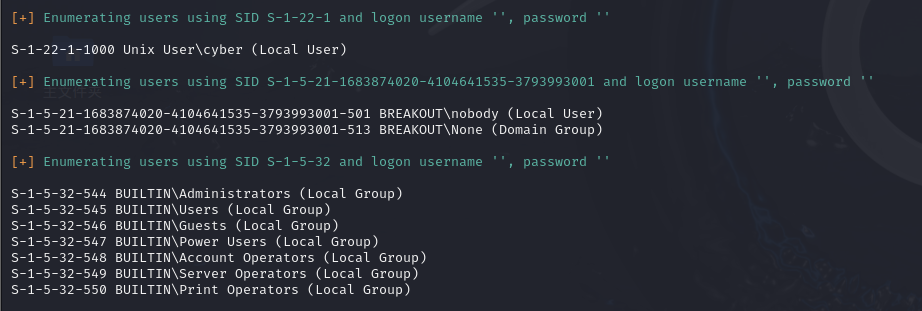 [+] Enumerating users using SID S-1-22-1 and logon username '', password ''
S-1-22-1-1000 Unix User\cyber (Local User)
[+] Enumerating users using SID S-1-5-21-1683874020-4104641535-3793993001 and logon username '', password ''
主文件夹
S-1-5-21-1683874020-4104641535-3793993001-501 BREAKOUT\nobody (Local User)
S-1-5-21-1683874020-4104641535-3793993001-513 BREAKOUT\None (Domain Group)
[+] Enumerating users using SID S-1-5-32 and logon username '', password ''
S-1-5-32-544 BUILTIN\Administrators (Local Group)
S-1-5-32-545 BUILTIN\Users (Local Group)
S-1-5-32-546 BUILTIN\Guests (Local Group)
S-1-5-32-547 BUILTIN\Power Users (Local Group)
S-1-5-32-548 BUILTIN\Account Operators (Local Group)
S-1-5-32-549 BUILTIN\Server Operators (Local Group)
S-1-5-32-550 BUILTIN\Print Operators (Local Group)